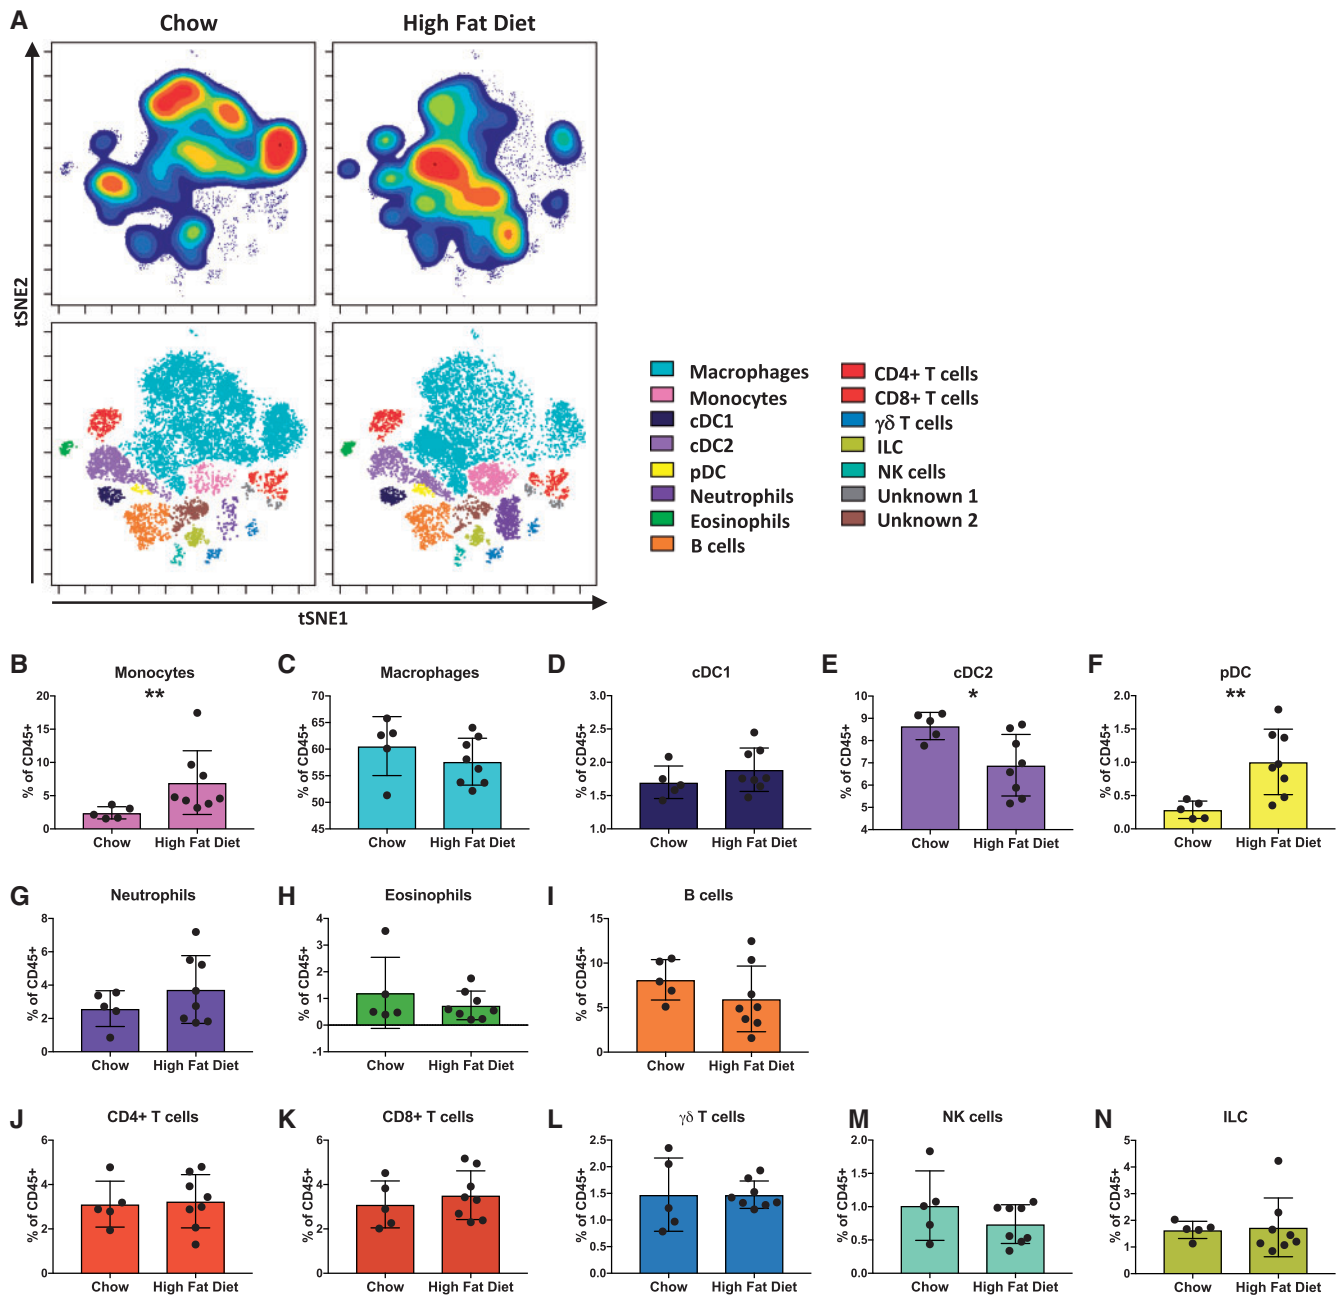 A
Chow
High Fat Diet
tSNE2
tSNE1
Macrophages
Monocytes
cDC1
cDC2
pDC
Neutrophils
Eosinophils
B cells
CD4+ T cells
CD8+ T cells
γδ T cells
ILC
NK cells
Unknown 1
Unknown 2
B
Monocytes
**
% of CD45+
20
15
10
5
0
Chow
High Fat Diet
C
Macrophages
% of CD45+
70
65
60
55
50
45
Chow
High Fat Diet
D
cDC1
% of CD45+
3.0
2.5
2.0
1.5
1.0
Chow
High Fat Diet
E
cDC2
*
% of CD45+
10
9
8
7
6
5
4
Chow
High Fat Diet
F
pDC
**
% of CD45+
2.0
1.5
1.0
0.5
0.0
Chow
High Fat Diet
G
Neutrophils
% of CD45+
8
6
4
2
0
Chow
High Fat Diet
H
Eosinophils
% of CD45+
4
3
2
1
0
-1
Chow
High Fat Diet
I
B cells
% of CD45+
15
10
5
0
Chow
High Fat Diet
J
CD4+ T cells
% of CD45+
6
4
2
0
Chow
High Fat Diet
K
CD8+ T cells
% of CD45+
6
4
2
0
Chow
High Fat Diet
L
γδ T cells
% of CD45+
2.5
2.0
1.5
1.0
0.5
0.0
Chow
High Fat Diet
M
NK cells
% of CD45+
2.0
1.5
1.0
0.5
0.0
Chow
High Fat Diet
N
ILC
% of CD45+
5
4
3
2
1
0
Chow
High Fat Diet